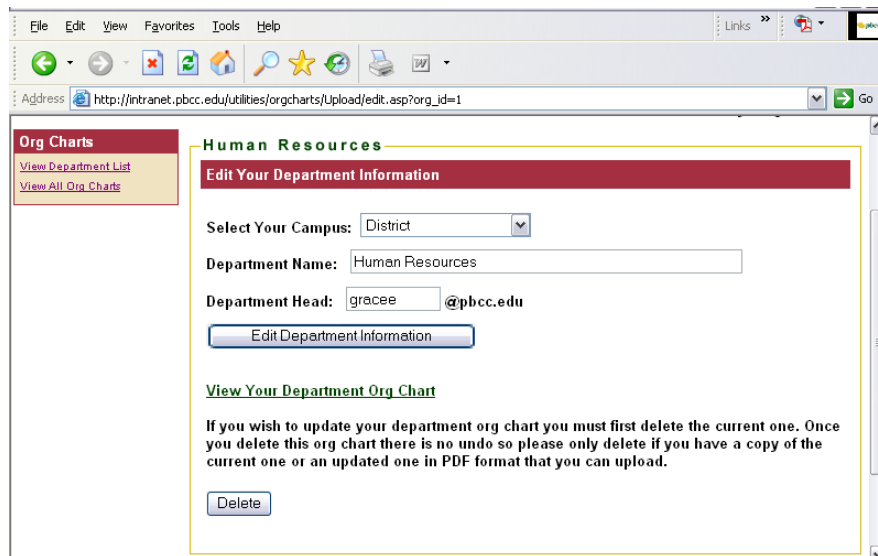 File Edit View Favorites Tools Help Links »
Address http://intranet.pbcc.edu/utilities/orgcharts/Upload/edit.asp?org_id=1 Go
Org Charts
View Department List
View All Org Charts
Human Resources
Edit Your Department Information
Select Your Campus: District
Department Name: Human Resources
Department Head: gracee @pbcc.edu
Edit Department Information
View Your Department Org Chart
If you wish to update your department org chart you must first delete the current one. Once
you delete this org chart there is no undo so please only delete if you have a copy of the
current one or an updated one in PDF format that you can upload.
Delete